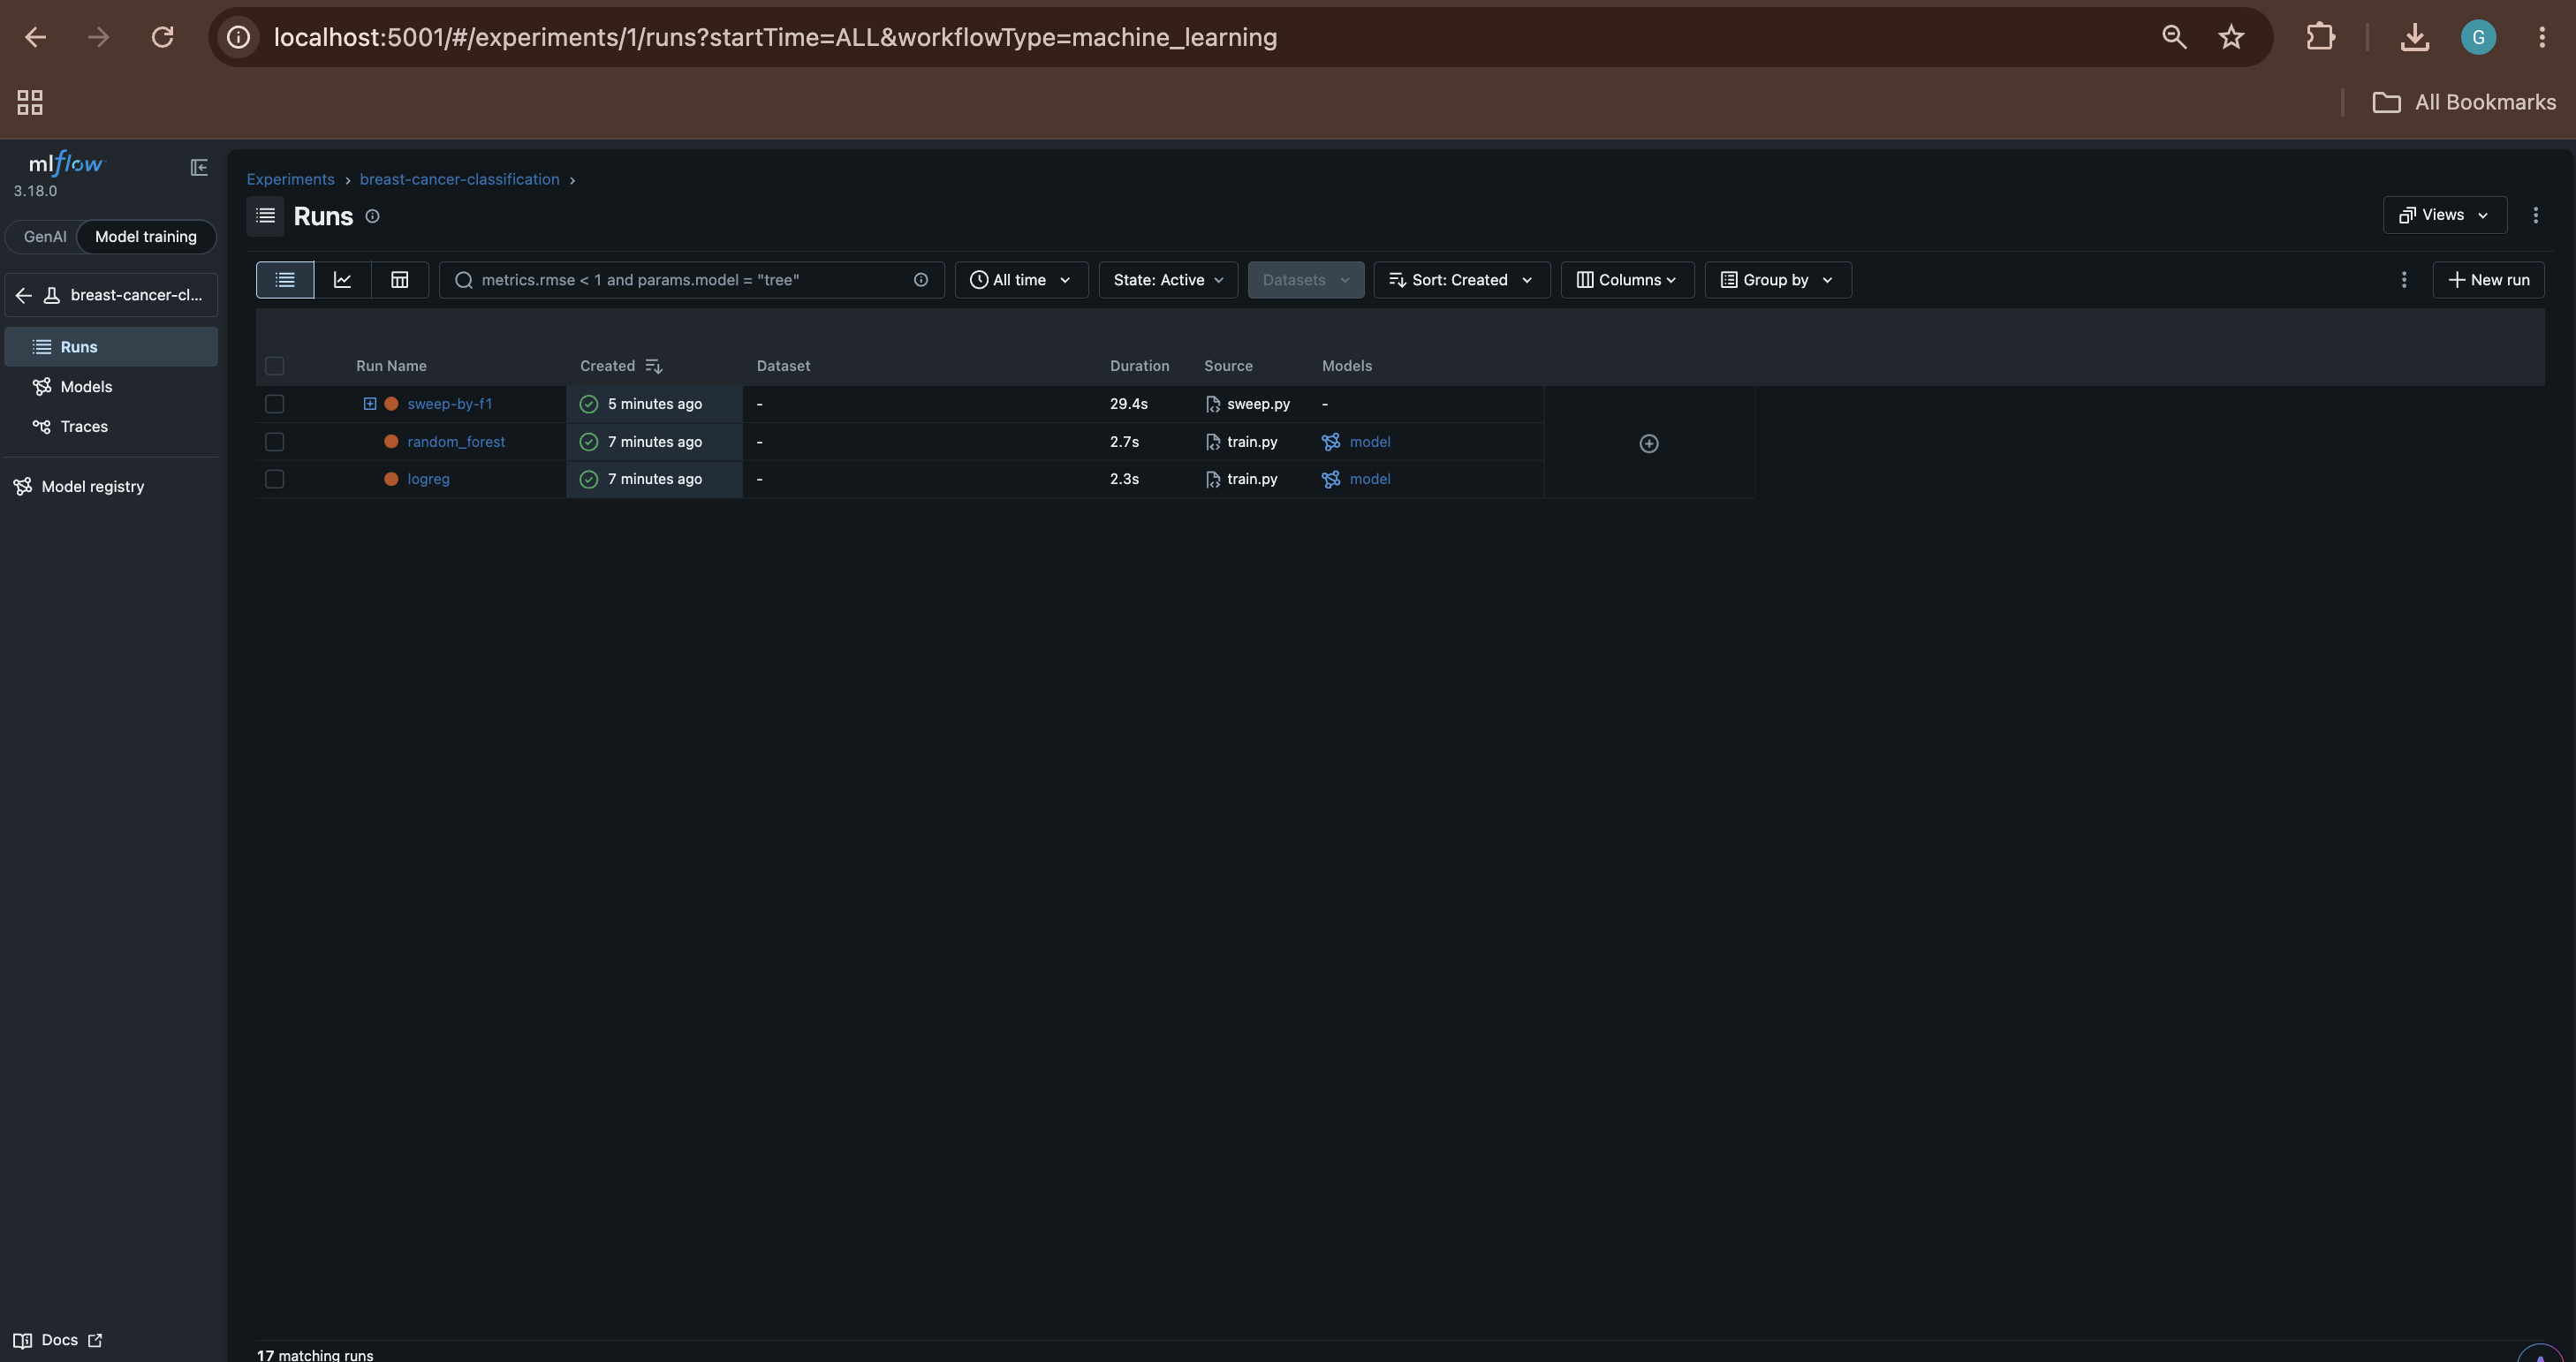 localhost:5001/#/experiments/1/runs?startTime=ALL&workflowType=machine_learning
G
All Bookmarks
mlflow
3.18.0
GenAI Model training
breast-cancer-cl...
Runs
Models
Traces
Model registry
Docs
Experiments > breast-cancer-classification >
Runs
Views
metrics.rmse < 1 and params.model = "tree" All time State: Active Datasets Sort: Created Columns Group by New run
Run Name Created Dataset Duration Source Models
sweep-by-f1 5 minutes ago - 29.4s sweep.py -
random_forest 7 minutes ago - 2.7s train.py model
logreg 7 minutes ago - 2.3s train.py model
17 matching runs